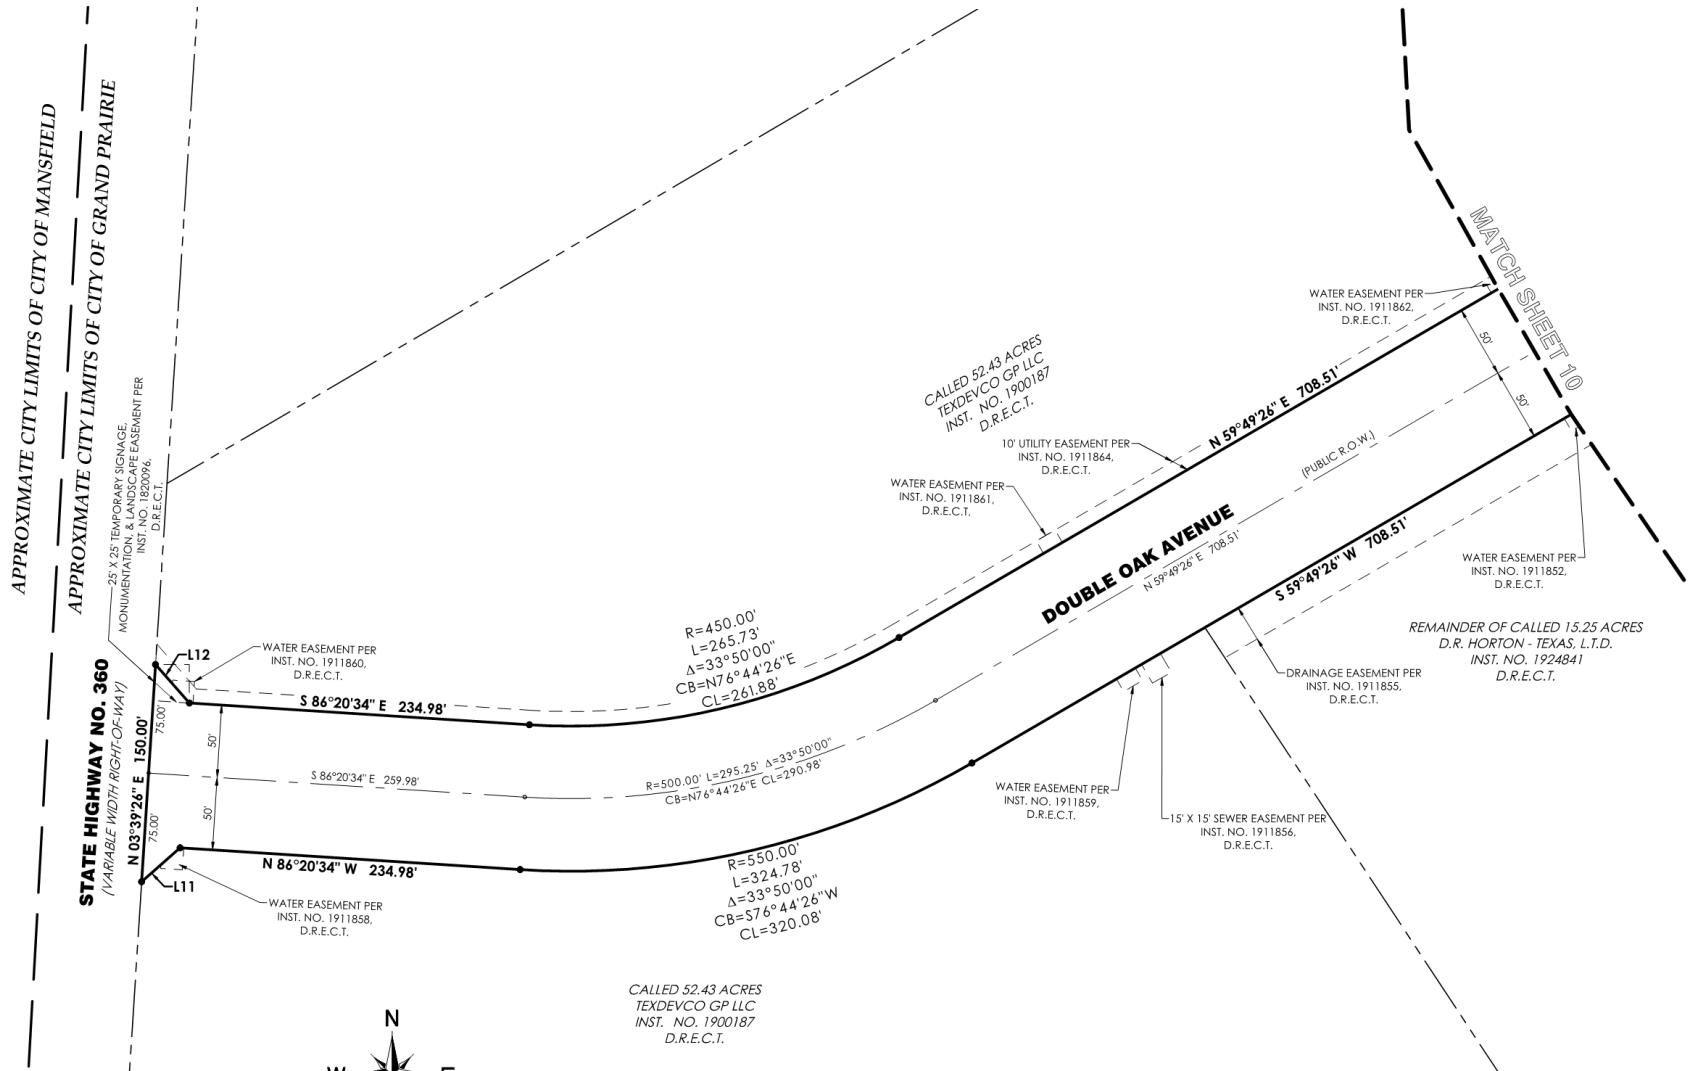 APPROXIMATE CITY LIMITS OF CITY OF MANSFIELD
APPROXIMATE CITY LIMITS OF CITY OF GRAND PRAIRIE
25' X 25' TEMPORARY SIGNAGE,
MONUMENTATION, & LANDSCAPE EASEMENT PER
INST. NO. 1820096,
D.R.E.C.T.
MATCH SHEET 10
WATER EASEMENT PER
INST. NO. 1911862,
D.R.E.C.T.
50'
50'
CALLED 52.43 ACRES
TEXDEVCO GP LLC
INST. NO. 1900187
D.R.E.C.T.
N 59°49'26" E 708.51'
10' UTILITY EASEMENT PER
INST. NO. 1911864,
D.R.E.C.T.
(PUBLIC R.O.W.)
WATER EASEMENT PER
INST. NO. 1911861,
D.R.E.C.T.
DOUBLE OAK AVENUE
N 59°49'26" E 708.51'
S 59°49'26" W 708.51'
WATER EASEMENT PER
INST. NO. 1911852,
D.R.E.C.T.
REMAINDER OF CALLED 15.25 ACRES
D.R. HORTON - TEXAS, L.T.D.
INST. NO. 1924841
D.R.E.C.T.
DRAINAGE EASEMENT PER
INST. NO. 1911855,
D.R.E.C.T.
R=450.00'
L=265.73'
Δ=33°50'00"
CB=N76°44'26"E
CL=261.88'
L12
WATER EASEMENT PER
INST. NO. 1911860,
D.R.E.C.T.
S 86°20'34" E 234.98'
STATE HIGHWAY NO. 360
(VARIABLE WIDTH RIGHT-OF-WAY)
N 03°39'26" E 150.00'
75.00'
75.00'
50'
50'
S 86°20'34" E 259.98'
R=500.00' L=295.25' Δ=33°50'00"
CB=N76°44'26"E CL=290.98'
WATER EASEMENT PER
INST. NO. 1911859,
D.R.E.C.T.
15' X 15' SEWER EASEMENT PER
INST. NO. 1911856,
D.R.E.C.T.
N 86°20'34" W 234.98'
L11
R=550.00'
L=324.78'
Δ=33°50'00"
CB=S76°44'26"W
CL=320.08'
WATER EASEMENT PER
INST. NO. 1911858,
D.R.E.C.T.
CALLED 52.43 ACRES
TEXDEVCO GP LLC
INST. NO. 1900187
D.R.E.C.T.
N
W E